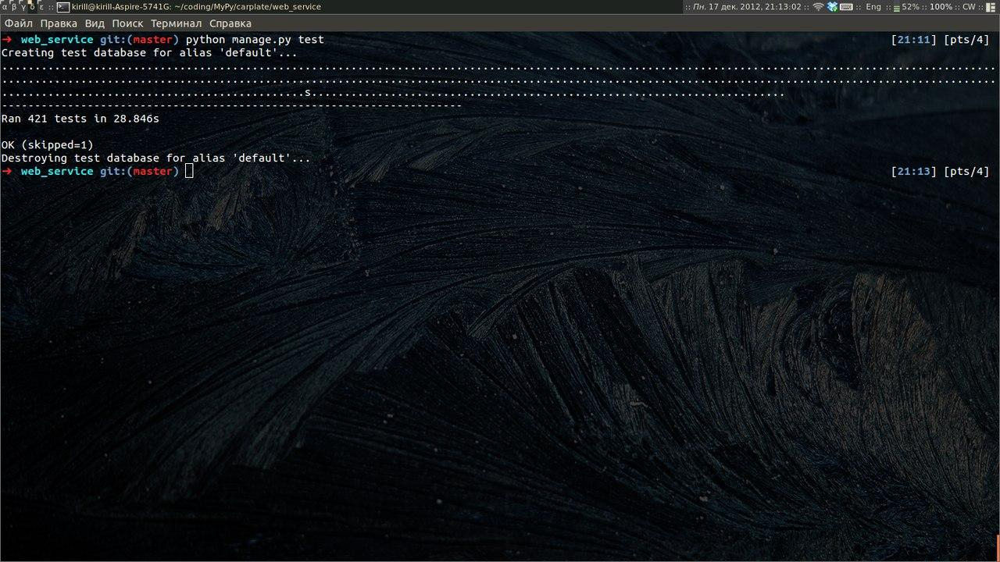 α β γ δ ε :: kirill@kirill-Aspire-5741G: ~/coding/MyPy/carplate/web_service :: Пн. 17 дек. 2012, 21:13:02 :: :: Eng :: 52% :: 100% :: CW ::
Файл Правка Вид Поиск Терминал Справка
➜ web_service git:(master) python manage.py test [21:11] [pts/4]
Creating test database for alias 'default'...
.......................................................................................................................................................
.......................................................................................................................................................
..............................................s........................................................................
----------------------------------------------------------------------
Ran 421 tests in 28.846s
OK (skipped=1)
Destroying test database for alias 'default'...
➜ web_service git:(master) [21:13] [pts/4]